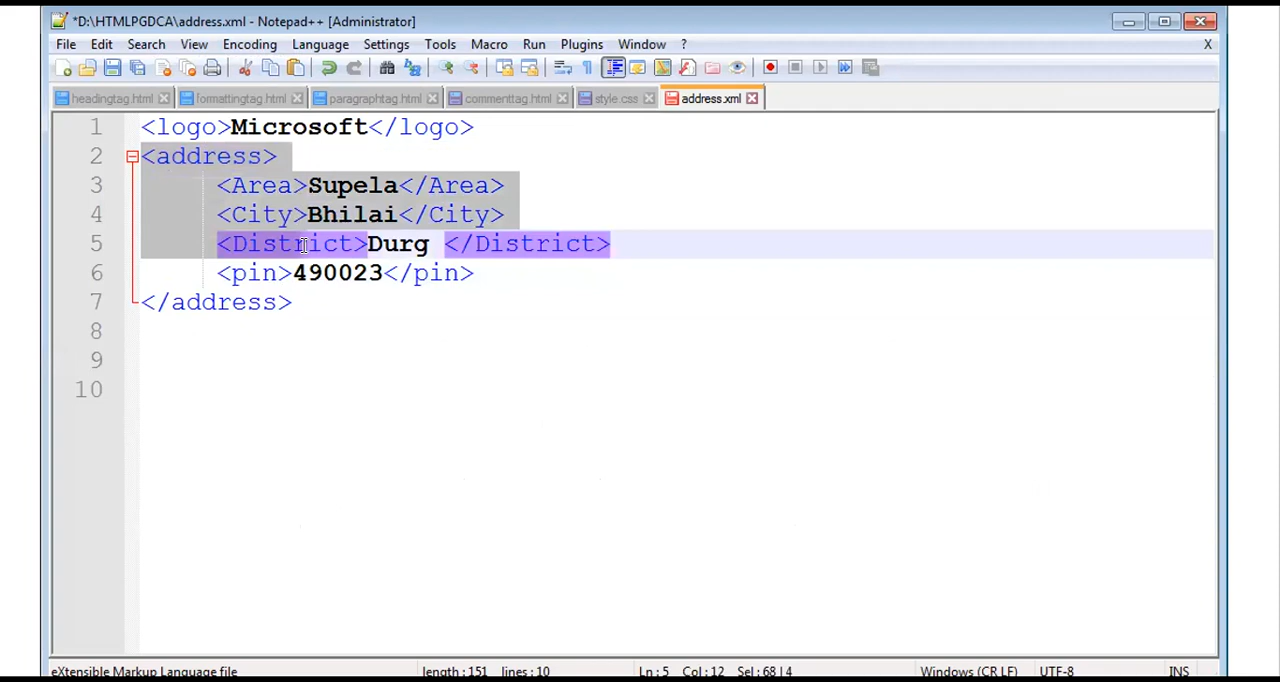 *D:\HTMLPGDCA\address.xml - Notepad++ [Administrator]
File Edit Search View Encoding Language Settings Tools Macro Run Plugins Window ? X
headingtag.html formattingtag.html paragraphtag.html commenttag.html style.css address.xml
1 <logo>Microsoft</logo>
2 <address>
3 <Area>Supela</Area>
4 <City>Bhilai</City>
5 <District>Durg </District>
6 <pin>490023</pin>
7 </address>
8
9
10
eXtensible Markup Language file length : 151 lines : 10 Ln : 5 Col : 12 Sel : 68 | 4 Windows (CR LF) UTF-8 INS